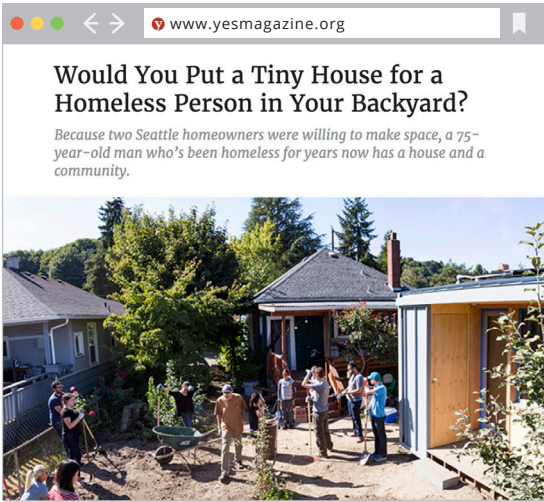 www.yesmagazine.org
Would You Put a Tiny House for a
Homeless Person in Your Backyard?
Because two Seattle homeowners were willing to make space, a 75-
year-old man who's been homeless for years now has a house and a
community.